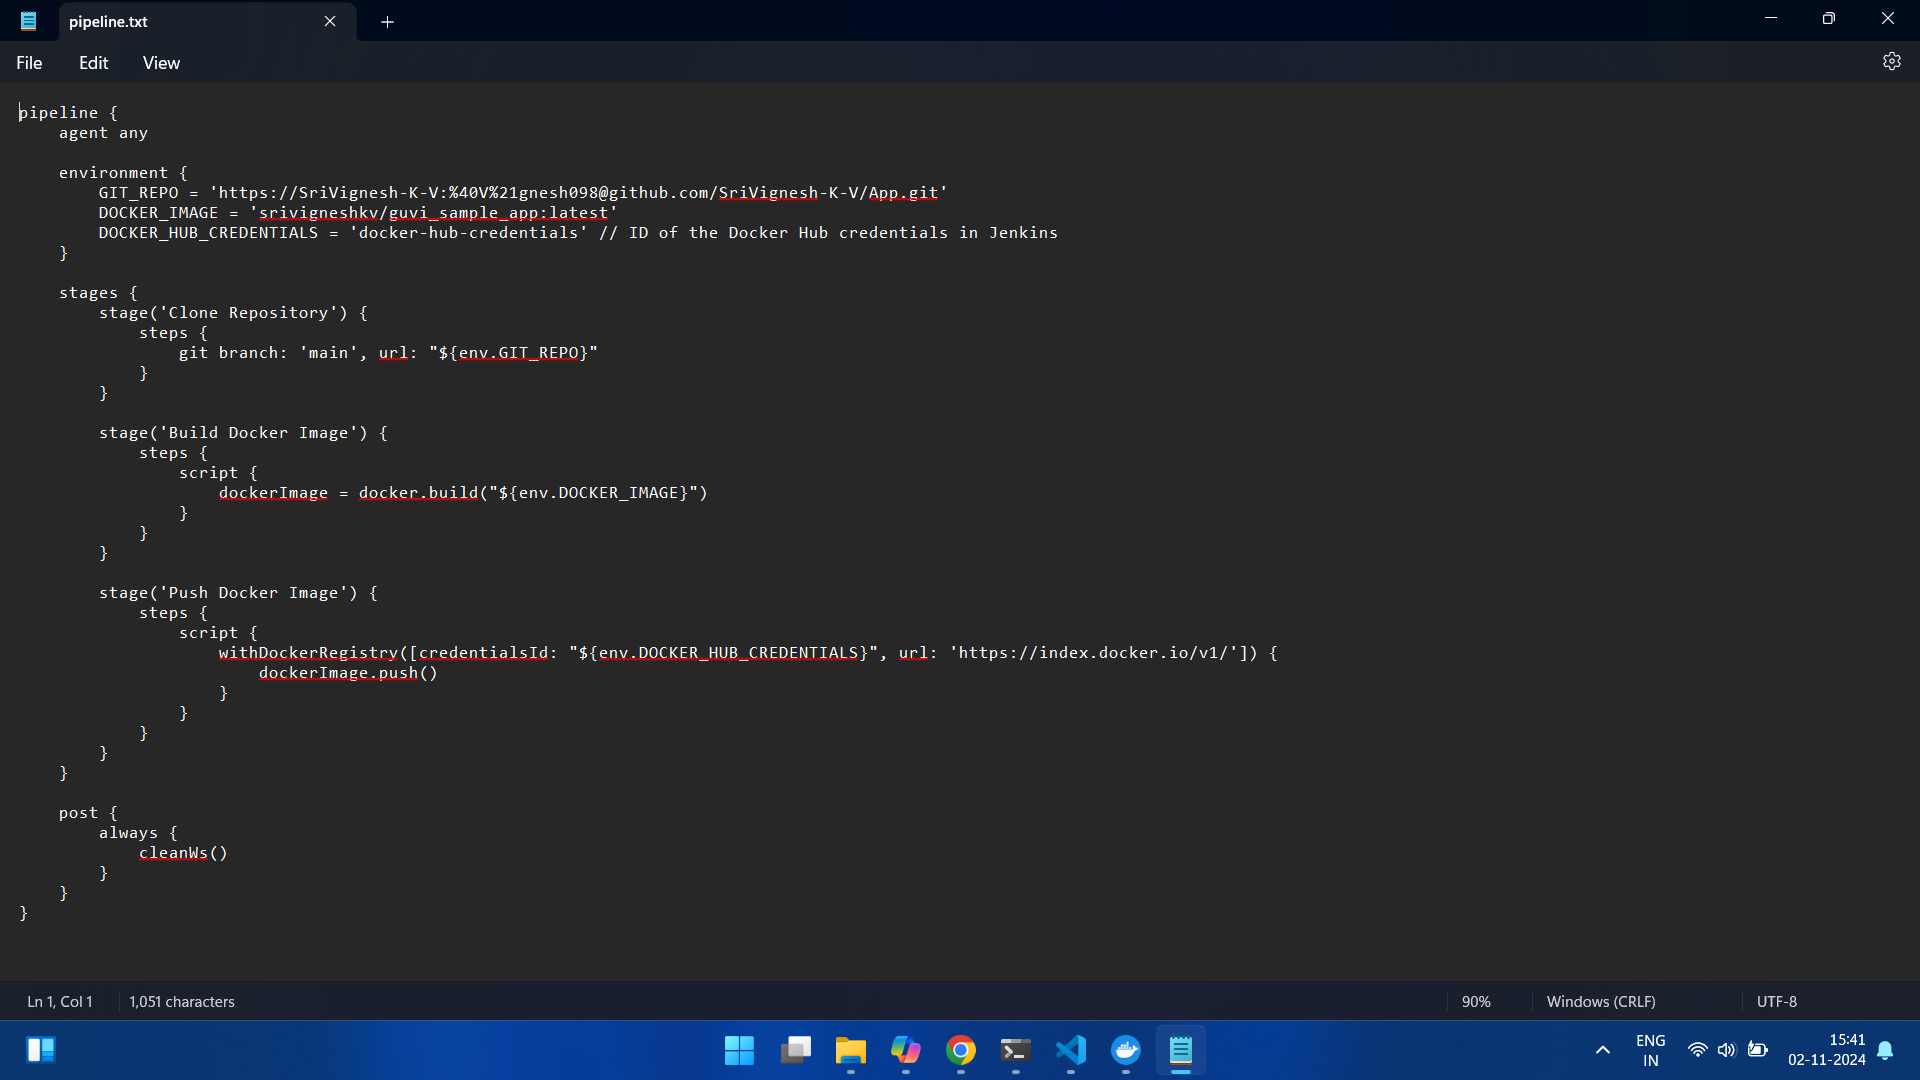 pipeline.txt
File Edit View
pipeline {
    agent any

    environment {
        GIT_REPO = 'https://SriVignesh-K-V:%40V%21gnesh098@github.com/SriVignesh-K-V/App.git'
        DOCKER_IMAGE = 'srivigneshkv/guvi_sample_app:latest'
        DOCKER_HUB_CREDENTIALS = 'docker-hub-credentials' // ID of the Docker Hub credentials in Jenkins
    }

    stages {
        stage('Clone Repository') {
            steps {
                git branch: 'main', url: "${env.GIT_REPO}"
            }
        }

        stage('Build Docker Image') {
            steps {
                script {
                    dockerImage = docker.build("${env.DOCKER_IMAGE}")
                }
            }
        }

        stage('Push Docker Image') {
            steps {
                script {
                    withDockerRegistry([credentialsId: "${env.DOCKER_HUB_CREDENTIALS}", url: 'https://index.docker.io/v1/']) {
                        dockerImage.push()
                    }
                }
            }
        }
    }

    post {
        always {
            cleanWs()
        }
    }
}
Ln 1, Col 1 1,051 characters 90% Windows (CRLF) UTF-8
ENG 15:41
IN 02-11-2024